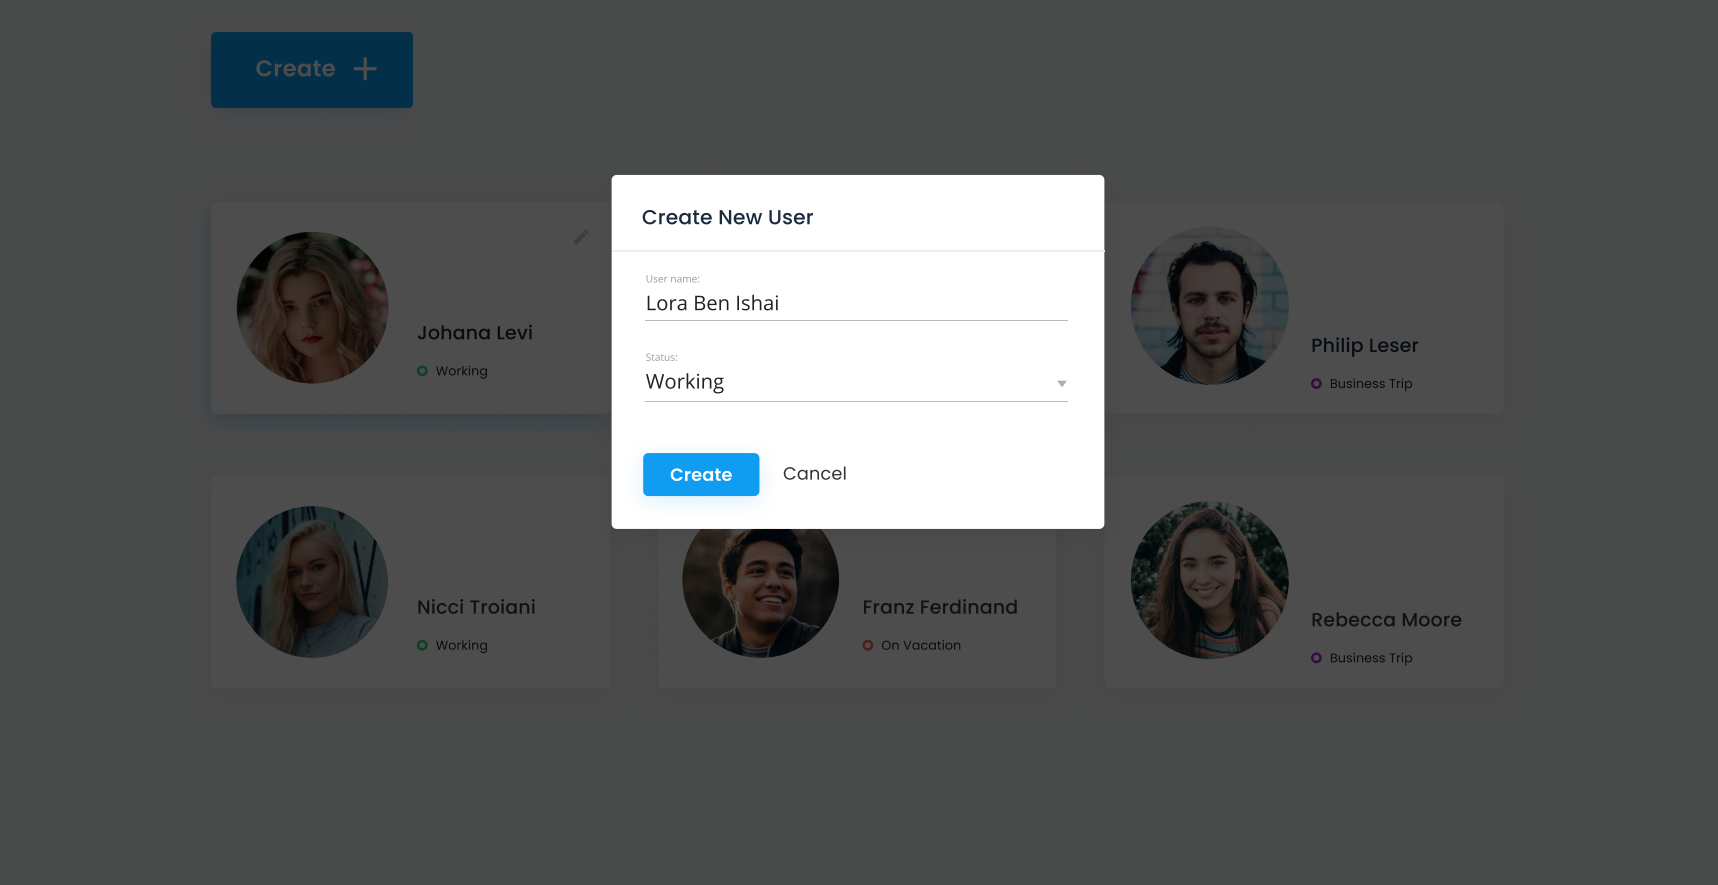 Create
Create New User
User name:
Lora Ben Ishai
Status:
Working
Create
Cancel
Johana Levi
Working
Philip Leser
Business Trip
Nicci Troiani
Working
Franz Ferdinand
On Vacation
Rebecca Moore
Business Trip